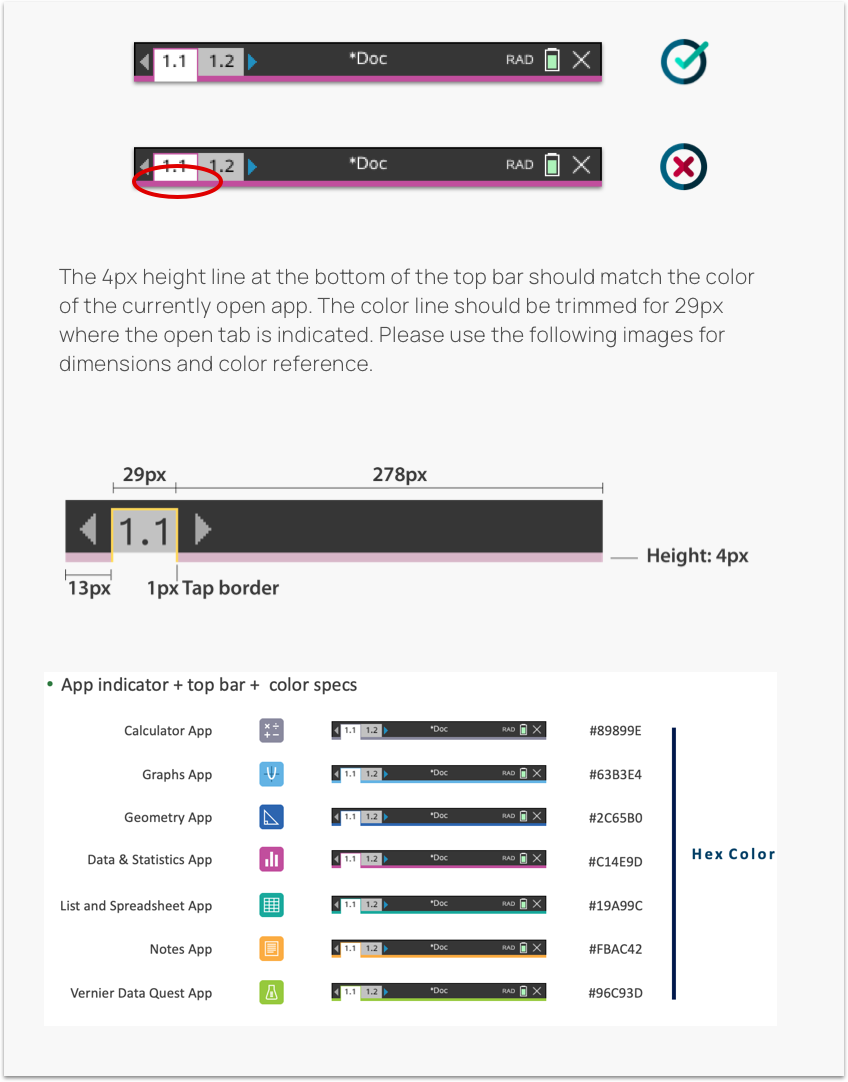 1.1 1.2 *Doc RAD
1.1 1.2 *Doc RAD
The 4px height line at the bottom of the top bar should match the color
of the currently open app. The color line should be trimmed for 29px
where the open tab is indicated. Please use the following images for
dimensions and color reference.
29px 278px
1.1
Height: 4px
13px 1px Tap border
• App indicator + top bar + color specs
Calculator App 1.1 1.2 *Doc RAD #89899E
Graphs App 1.1 1.2 *Doc RAD #63B3E4
Geometry App 1.1 1.2 *Doc RAD #2C65B0
Hex Color
Data & Statistics App 1.1 1.2 *Doc RAD #C14E9D
List and Spreadsheet App 1.1 1.2 *Doc RAD #19A99C
Notes App 1.1 1.2 *Doc RAD #FBAC42
Vernier Data Quest App 1.1 1.2 *Doc RAD #96C93D